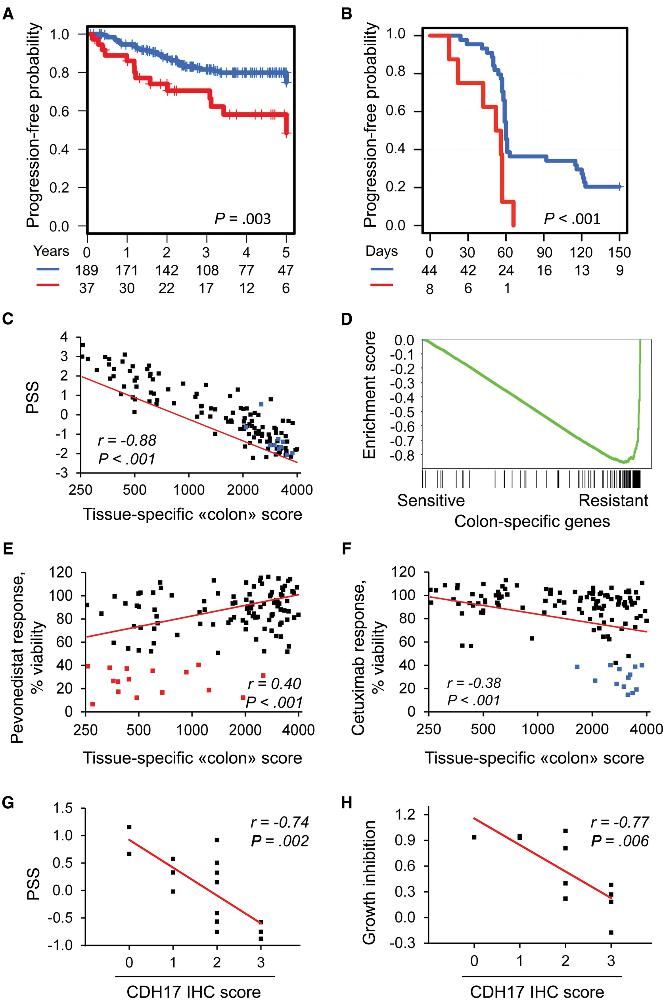 A
Progression-free probability
1.0
0.8
0.6
0.4
0.2
0.0
P = .003
Years 0 1 2 3 4 5
189 171 142 108 77 47
37 30 22 17 12 6
B
Progression-free probability
1.0
0.8
0.6
0.4
0.2
0.0
P < .001
Days 0 30 60 90 120 150
44 42 24 16 13 9
8 6 1
C
PSS
4
3
2
1
0
-1
-2
-3
r = -0.88
P < .001
250 500 1000 2000 4000
Tissue-specific «colon» score
D
Enrichment score
0.0
-0.1
-0.2
-0.3
-0.4
-0.5
-0.6
-0.7
-0.8
Sensitive Resistant
Colon-specific genes
E
Pevonedistat response,
% viability
120
100
80
60
40
20
0
r = 0.40
P < .001
250 500 1000 2000 4000
Tissue-specific «colon» score
F
Cetuximab response,
% viability
120
100
80
60
40
20
0
r = -0.38
P < .001
250 500 1000 2000 4000
Tissue-specific «colon» score
G
PSS
1.5
1.0
0.5
0.0
-0.5
-1.0
r = -0.74
P = .002
0 1 2 3
CDH17 IHC score
H
Growth inhibition
1.2
0.9
0.6
0.3
0.0
-0.3
r = -0.77
P = .006
0 1 2 3
CDH17 IHC score